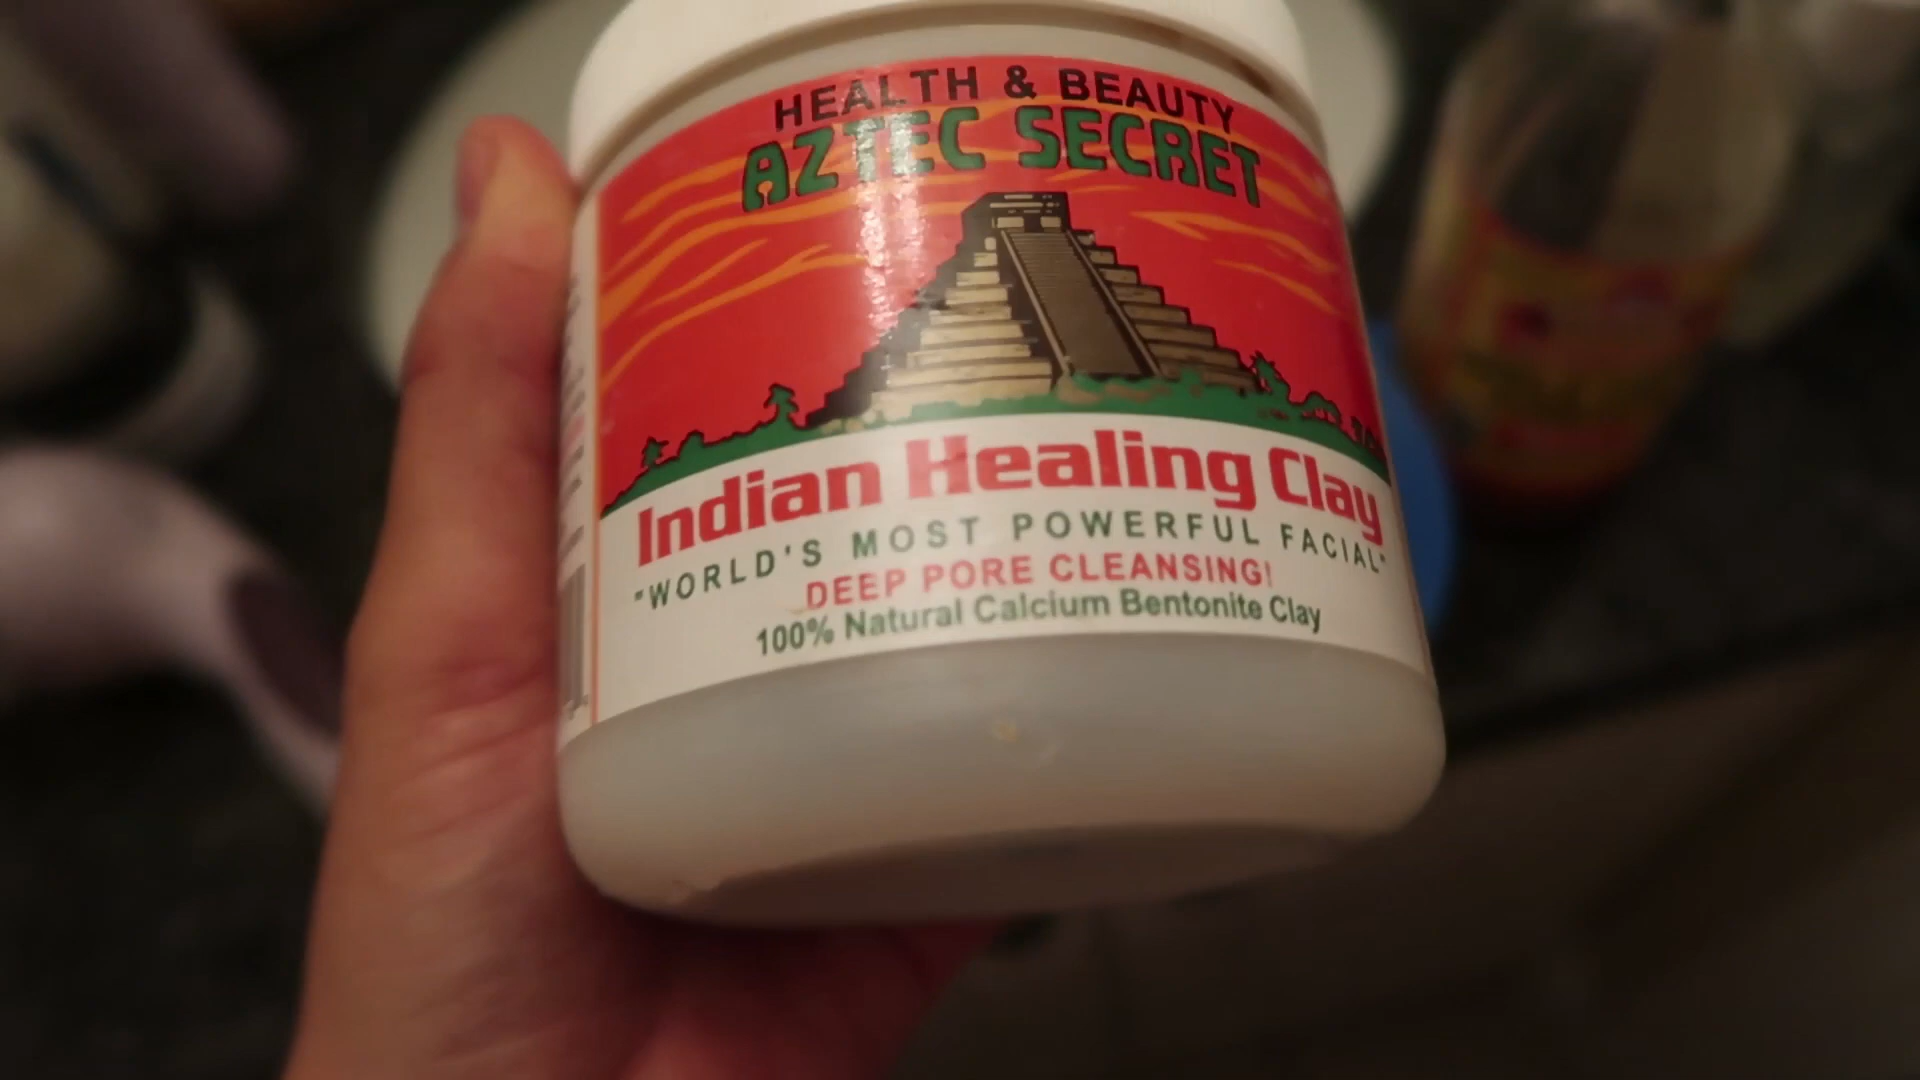 HEALTH & BEAUTY
AZTEC SECRET
Indian Healing Clay
"WORLD'S MOST POWERFUL FACIAL"
DEEP PORE CLEANSING!
100% Natural Calcium Bentonite Clay